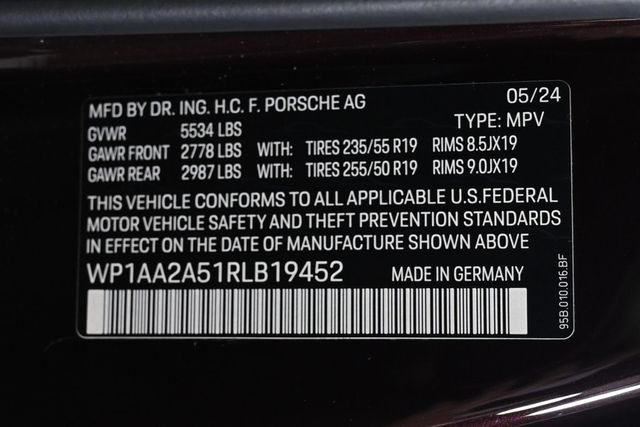 MFD BY DR. ING. H.C. F. PORSCHE AG 05/24
GVWR 5534 LBS TYPE: MPV
GAWR FRONT 2778 LBS WITH: TIRES 235/55 R19 RIMS 8.5JX19
GAWR REAR 2987 LBS WITH: TIRES 255/50 R19 RIMS 9.0JX19
THIS VEHICLE CONFORMS TO ALL APPLICABLE U.S.FEDERAL
MOTOR VEHICLE SAFETY AND THEFT PREVENTION STANDARDS
IN EFFECT ON THE DATE OF MANUFACTURE SHOWN ABOVE
WP1AA2A51RLB19452 MADE IN GERMANY
95B.010.016.BF